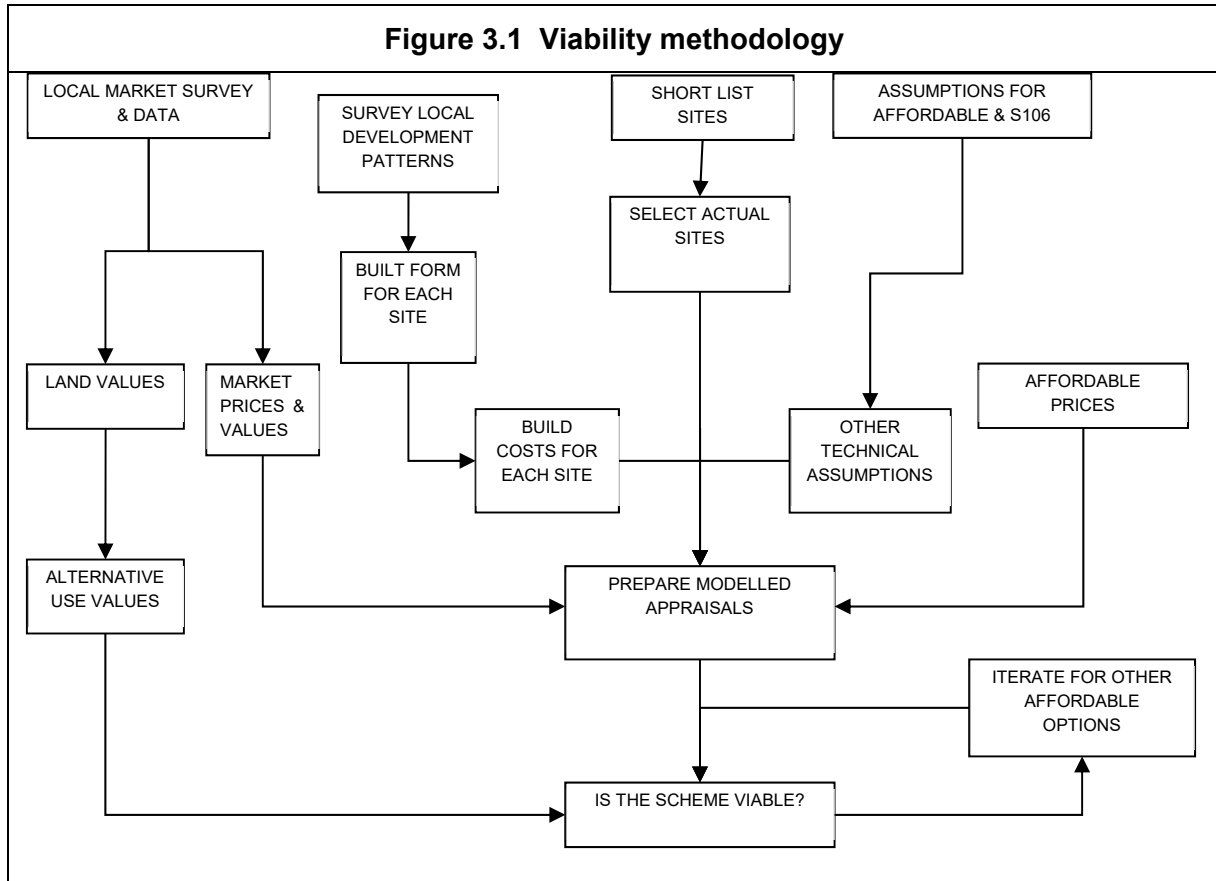 Figure 3.1 Viability methodology
LOCAL MARKET SURVEY
& DATA
SURVEY LOCAL
DEVELOPMENT
PATTERNS
SHORT LIST
SITES
ASSUMPTIONS FOR
AFFORDABLE & S106
SELECT ACTUAL
SITES
BUILT FORM
FOR EACH
SITE
LAND VALUES
MARKET
PRICES &
VALUES
AFFORDABLE
PRICES
BUILD
COSTS FOR
EACH SITE
OTHER
TECHNICAL
ASSUMPTIONS
ALTERNATIVE
USE VALUES
PREPARE MODELLED
APPRAISALS
ITERATE FOR OTHER
AFFORDABLE
OPTIONS
IS THE SCHEME VIABLE?